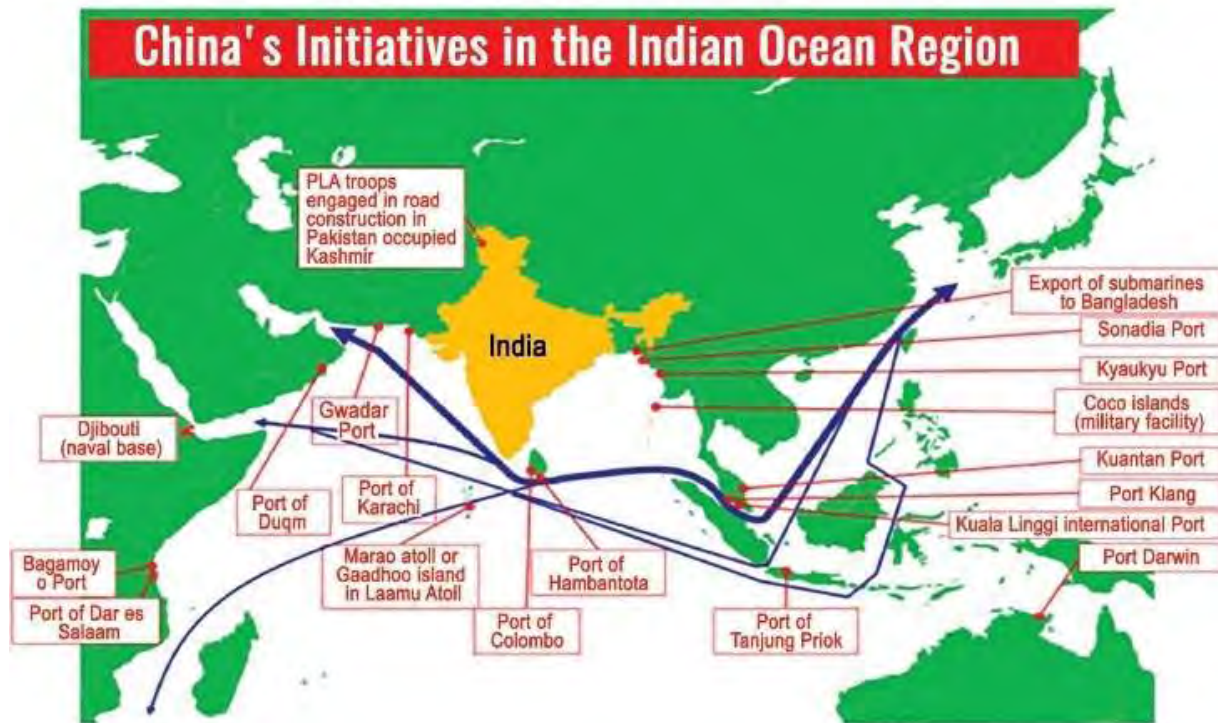 China's Initiatives in the Indian Ocean Region
PLA troops
engaged in road
construction in
Pakistan occupied
Kashmir
India
Export of submarines
to Bangladesh
Sonadia Port
Kyaukyu Port
Coco islands
(military facility)
Kuantan Port
Port Klang
Kuala Linggi international Port
Port Darwin
Gwadar
Port
Djibouti
(naval base)
Port of
Duqm
Port of
Karachi
Marao atoll or
Gaadhoo island
in Laamu Atoll
Port of
Hambantota
Port of
Colombo
Port of
Tanjung Priok
Bagamoy
o Port
Port of Dar es
Salaam